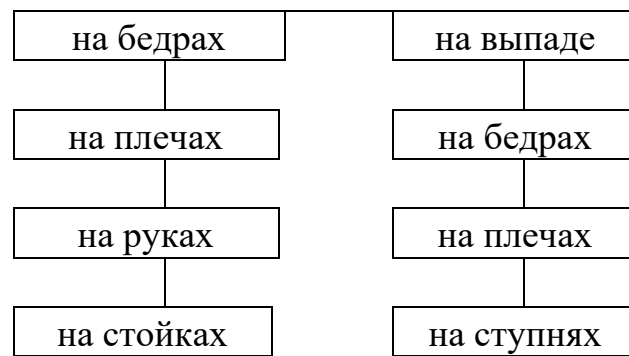 на бедрах
на плечах
на руках
на стойках
на выпаде
на бедрах
на плечах
на ступнях